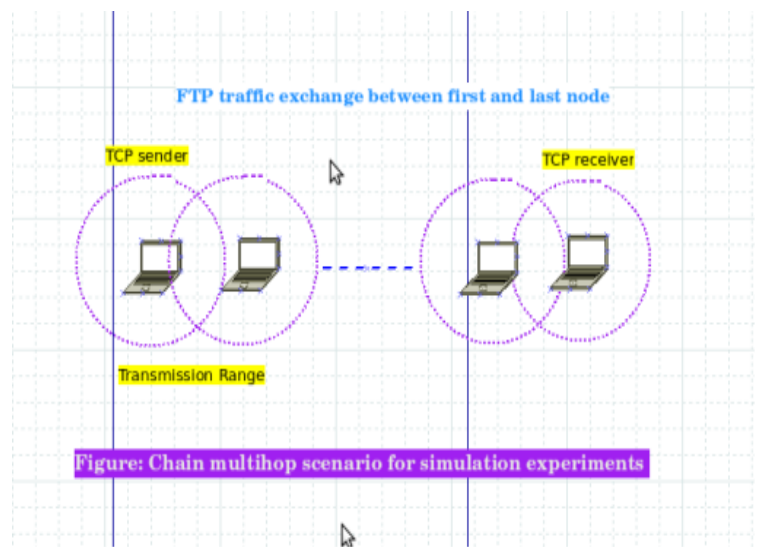 FTP traffic exchange between first and last node
TCP sender
TCP receiver
Transmission Range
Figure: Chain multihop scenario for simulation experiments